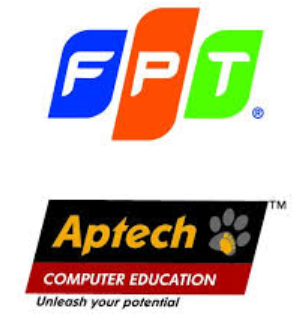 FPT
®
Aptech
TM
COMPUTER EDUCATION
Unleash your potential